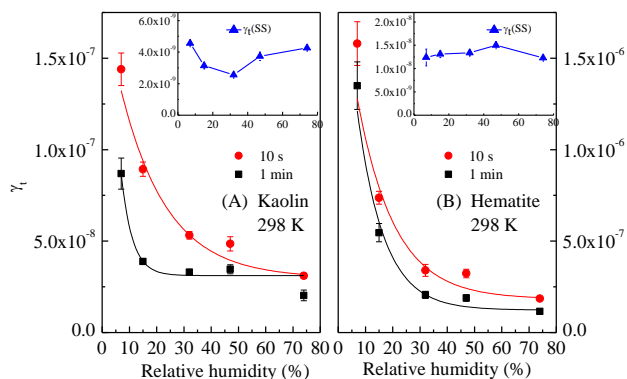 6.0x10⁻⁹
4.0x10⁻⁹
2.0x10⁻⁹
0 20 40 60 80
γt(SS)
2.0x10⁻⁸
1.5x10⁻⁸
1.0x10⁻⁸
5.0x10⁻⁹
0.0
0 20 40 60 80
γt(SS)
1.5x10⁻⁷
1.0x10⁻⁷
5.0x10⁻⁸
0.0
γt
10 s
1 min
(A) Kaolin
298 K
0 10 20 30 40 50 60 70 80
Relative humidity (%)
10 s
1 min
(B) Hematite
298 K
0 10 20 30 40 50 60 70 80
Relative humidity (%)
1.5x10⁻⁶
1.0x10⁻⁶
5.0x10⁻⁷
0.0